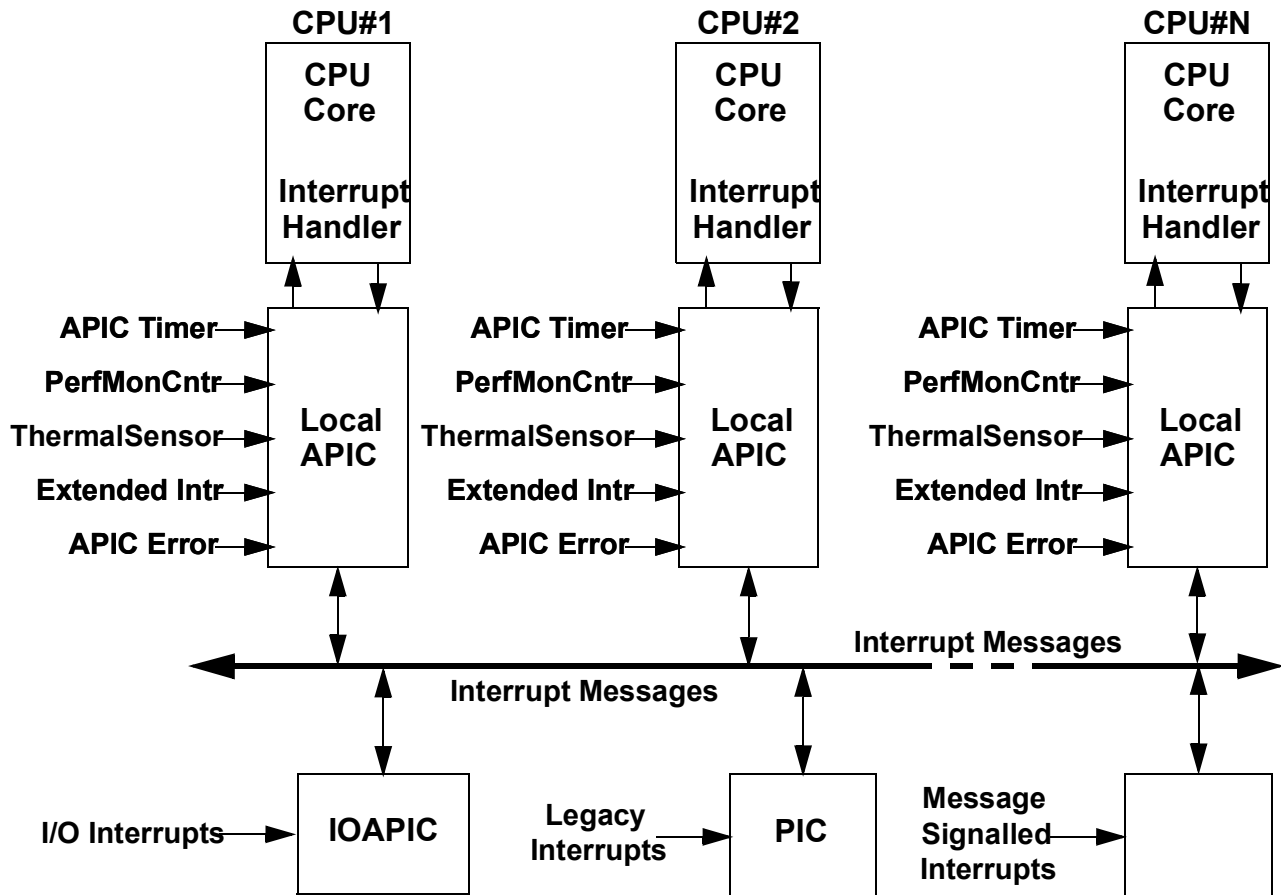 CPU#1
CPU
Core
Interrupt
Handler
APIC Timer
PerfMonCntr
ThermalSensor
Extended Intr
APIC Error
Local
APIC
CPU#2
CPU
Core
Interrupt
Handler
APIC Timer
PerfMonCntr
ThermalSensor
Extended Intr
APIC Error
Local
APIC
CPU#N
CPU
Core
Interrupt
Handler
APIC Timer
PerfMonCntr
ThermalSensor
Extended Intr
APIC Error
Local
APIC
Interrupt Messages
Interrupt Messages
I/O Interrupts
IOAPIC
Legacy
Interrupts
PIC
Message
Signalled
Interrupts